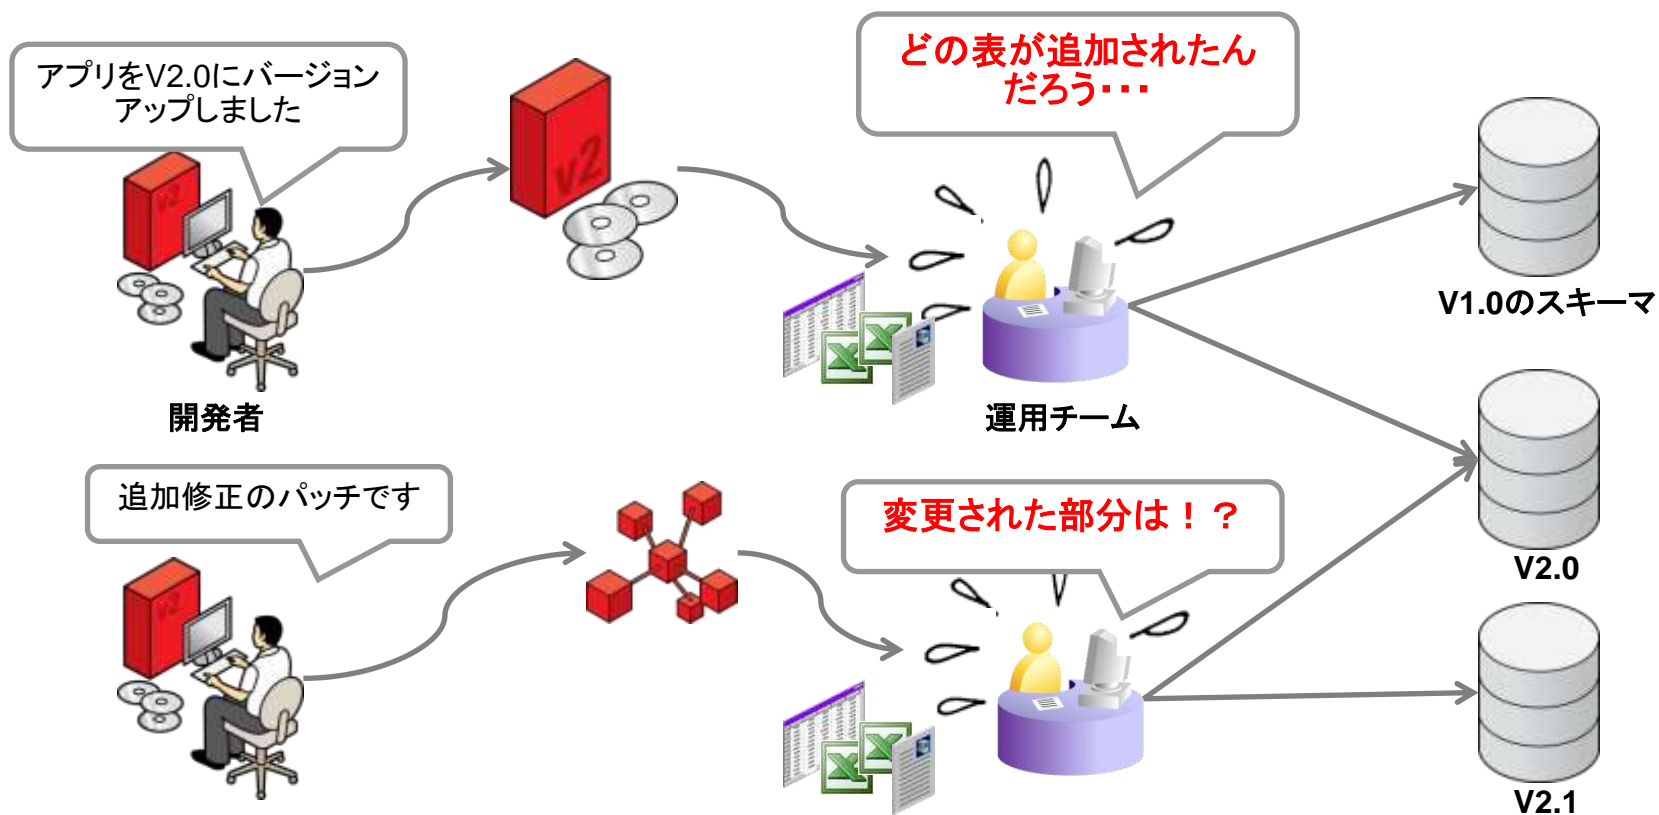 アプリをV2.0にバージョン
アップしました
どの表が追加されたん
だろう・・・
v2
v2
V1.0のスキーマ
開発者
運用チーム
追加修正のパッチです
変更された部分は！？
V2.0
v2
V2.1